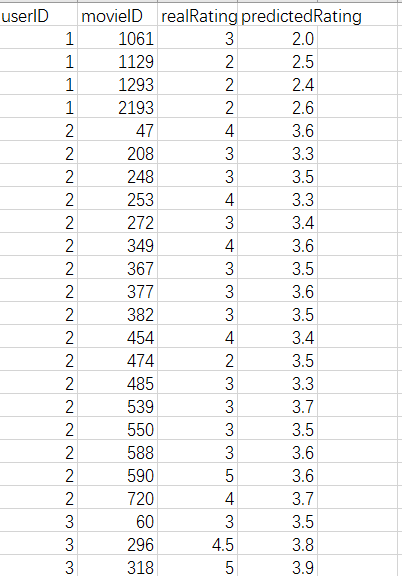 userID movieID realRating predictedRating
1 1061 3 2.0
1 1129 2 2.5
1 1293 2 2.4
1 2193 2 2.6
2 47 4 3.6
2 208 3 3.3
2 248 3 3.5
2 253 4 3.3
2 272 3 3.4
2 349 4 3.6
2 367 3 3.5
2 377 3 3.6
2 382 3 3.5
2 454 4 3.4
2 474 2 3.5
2 485 3 3.3
2 539 3 3.7
2 550 3 3.5
2 588 3 3.6
2 590 5 3.6
2 720 4 3.7
3 60 3 3.5
3 296 4.5 3.8
3 318 5 3.9